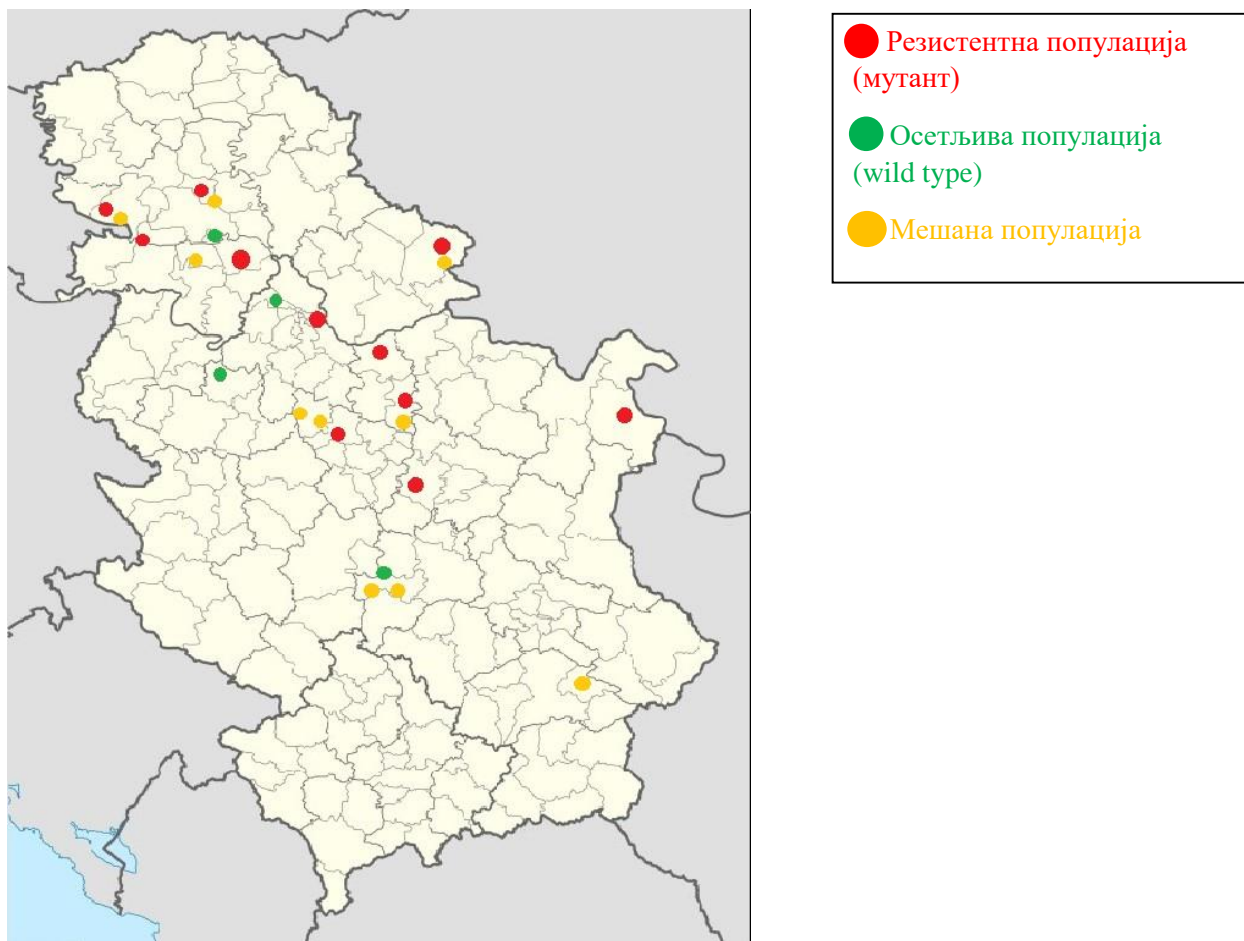 Резистентна популација
(мутант)
Осетљива популација
(wild type)
Мешана популација